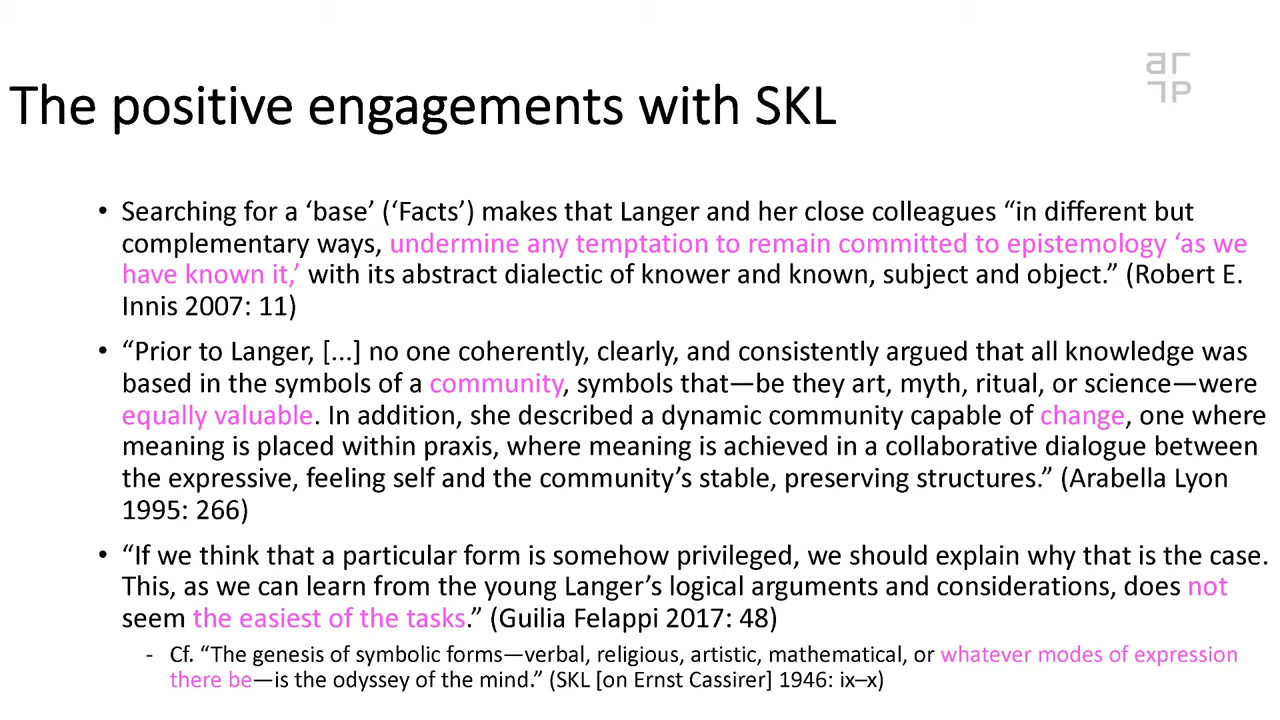 ar
LP
The positive engagements with SKL
• Searching for a ‘base’ (‘Facts’) makes that Langer and her close colleagues “in different but
complementary ways, undermine any temptation to remain committed to epistemology ‘as we
have known it,’ with its abstract dialectic of knower and known, subject and object.” (Robert E.
Innis 2007: 11)
• “Prior to Langer, [...] no one coherently, clearly, and consistently argued that all knowledge was
based in the symbols of a community, symbols that—be they art, myth, ritual, or science—were
equally valuable. In addition, she described a dynamic community capable of change, one where
meaning is placed within praxis, where meaning is achieved in a collaborative dialogue between
the expressive, feeling self and the community’s stable, preserving structures.” (Arabella Lyon
1995: 266)
• “If we think that a particular form is somehow privileged, we should explain why that is the case.
This, as we can learn from the young Langer’s logical arguments and considerations, does not
seem the easiest of the tasks.” (Guilia Felappi 2017: 48)
- Cf. “The genesis of symbolic forms—verbal, religious, artistic, mathematical, or whatever modes of expression
there be—is the odyssey of the mind.” (SKL [on Ernst Cassirer] 1946: ix–x)